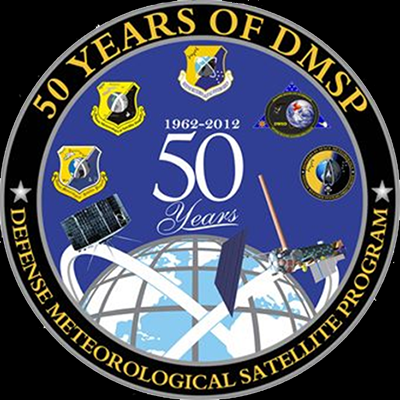 50 YEARS OF DMSP
1962-2012
50
Years
DEFENSE METEOROLOGICAL SATELLITE PROGRAM